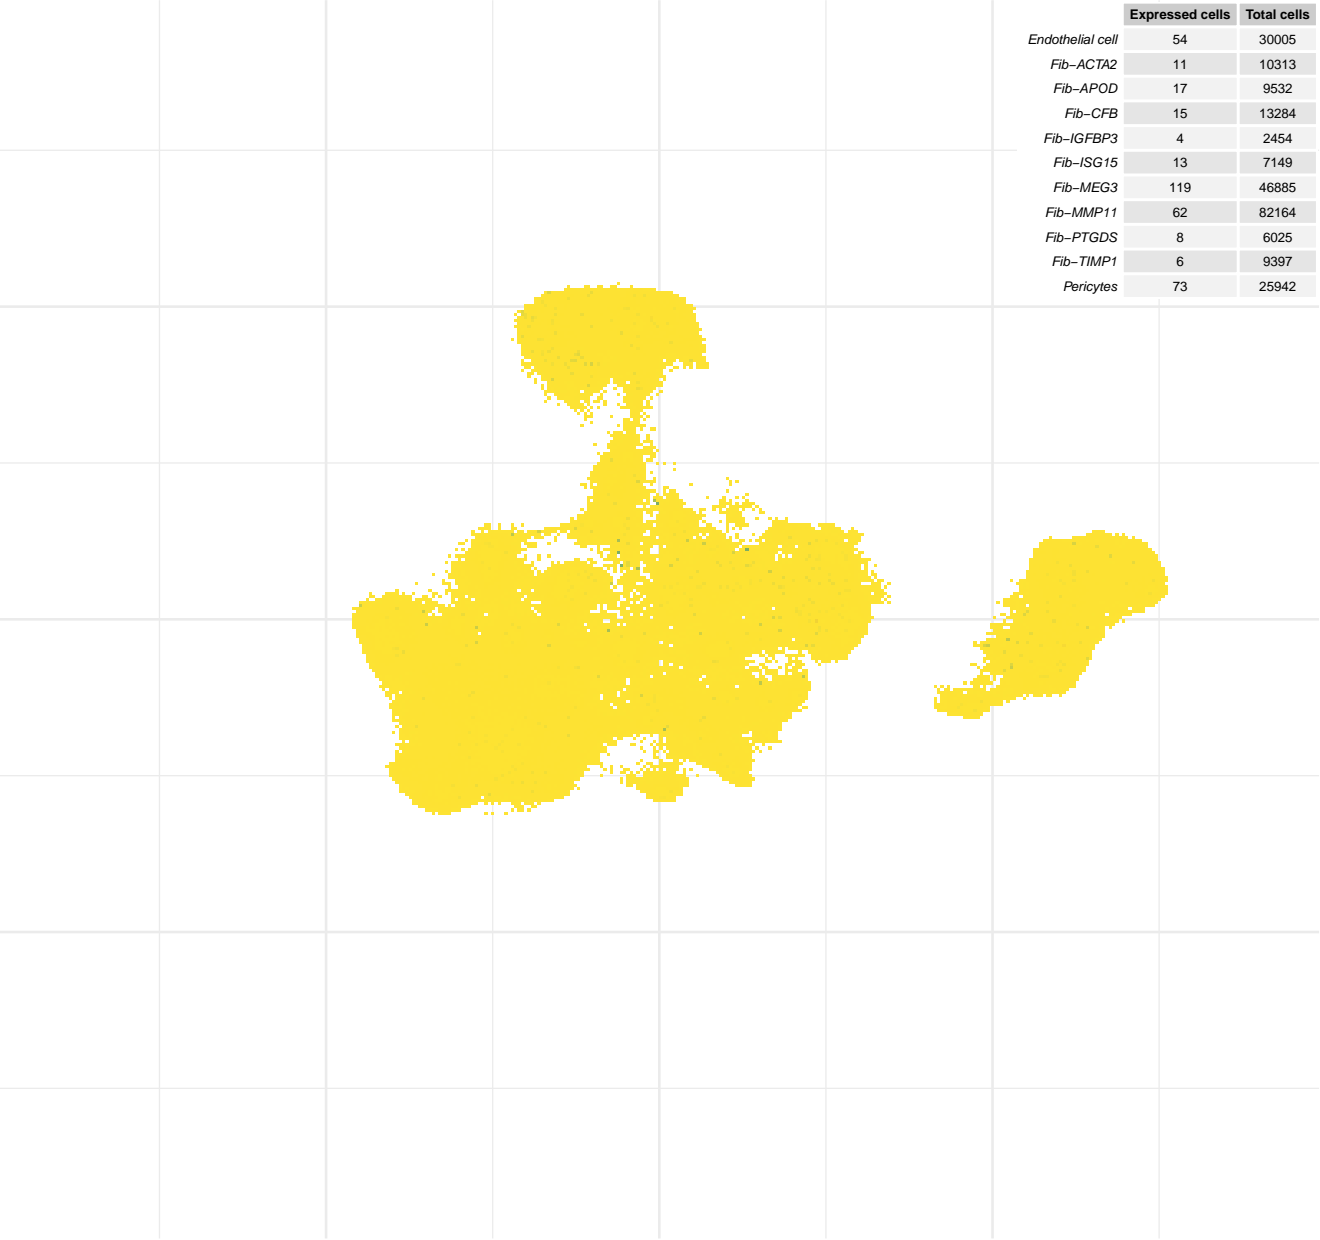 Expressed cells Total cells
Endothelial cell 54 30005
Fib−ACTA2 11 10313
Fib−APOD 17 9532
Fib−CFB 15 13284
Fib−IGFBP3 4 2454
Fib−ISG15 13 7149
Fib−MEG3 119 46885
Fib−MMP11 62 82164
Fib−PTGDS 8 6025
Fib−TIMP1 6 9397
Pericytes 73 25942